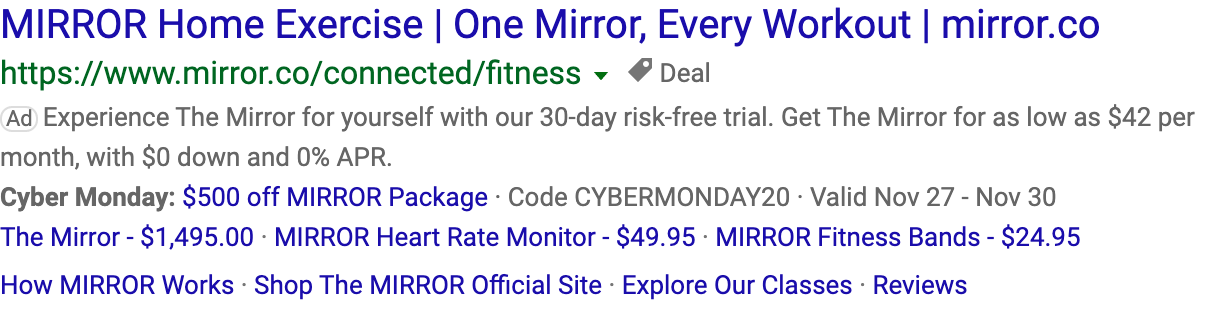 MIRROR Home Exercise | One Mirror, Every Workout | mirror.co
https://www.mirror.co/connected/fitness Deal
Ad Experience The Mirror for yourself with our 30-day risk-free trial. Get The Mirror for as low as $42 per
month, with $0 down and 0% APR.
Cyber Monday: $500 off MIRROR Package · Code CYBERMONDAY20 · Valid Nov 27 - Nov 30
The Mirror - $1,495.00 · MIRROR Heart Rate Monitor - $49.95 · MIRROR Fitness Bands - $24.95
How MIRROR Works · Shop The MIRROR Official Site · Explore Our Classes · Reviews